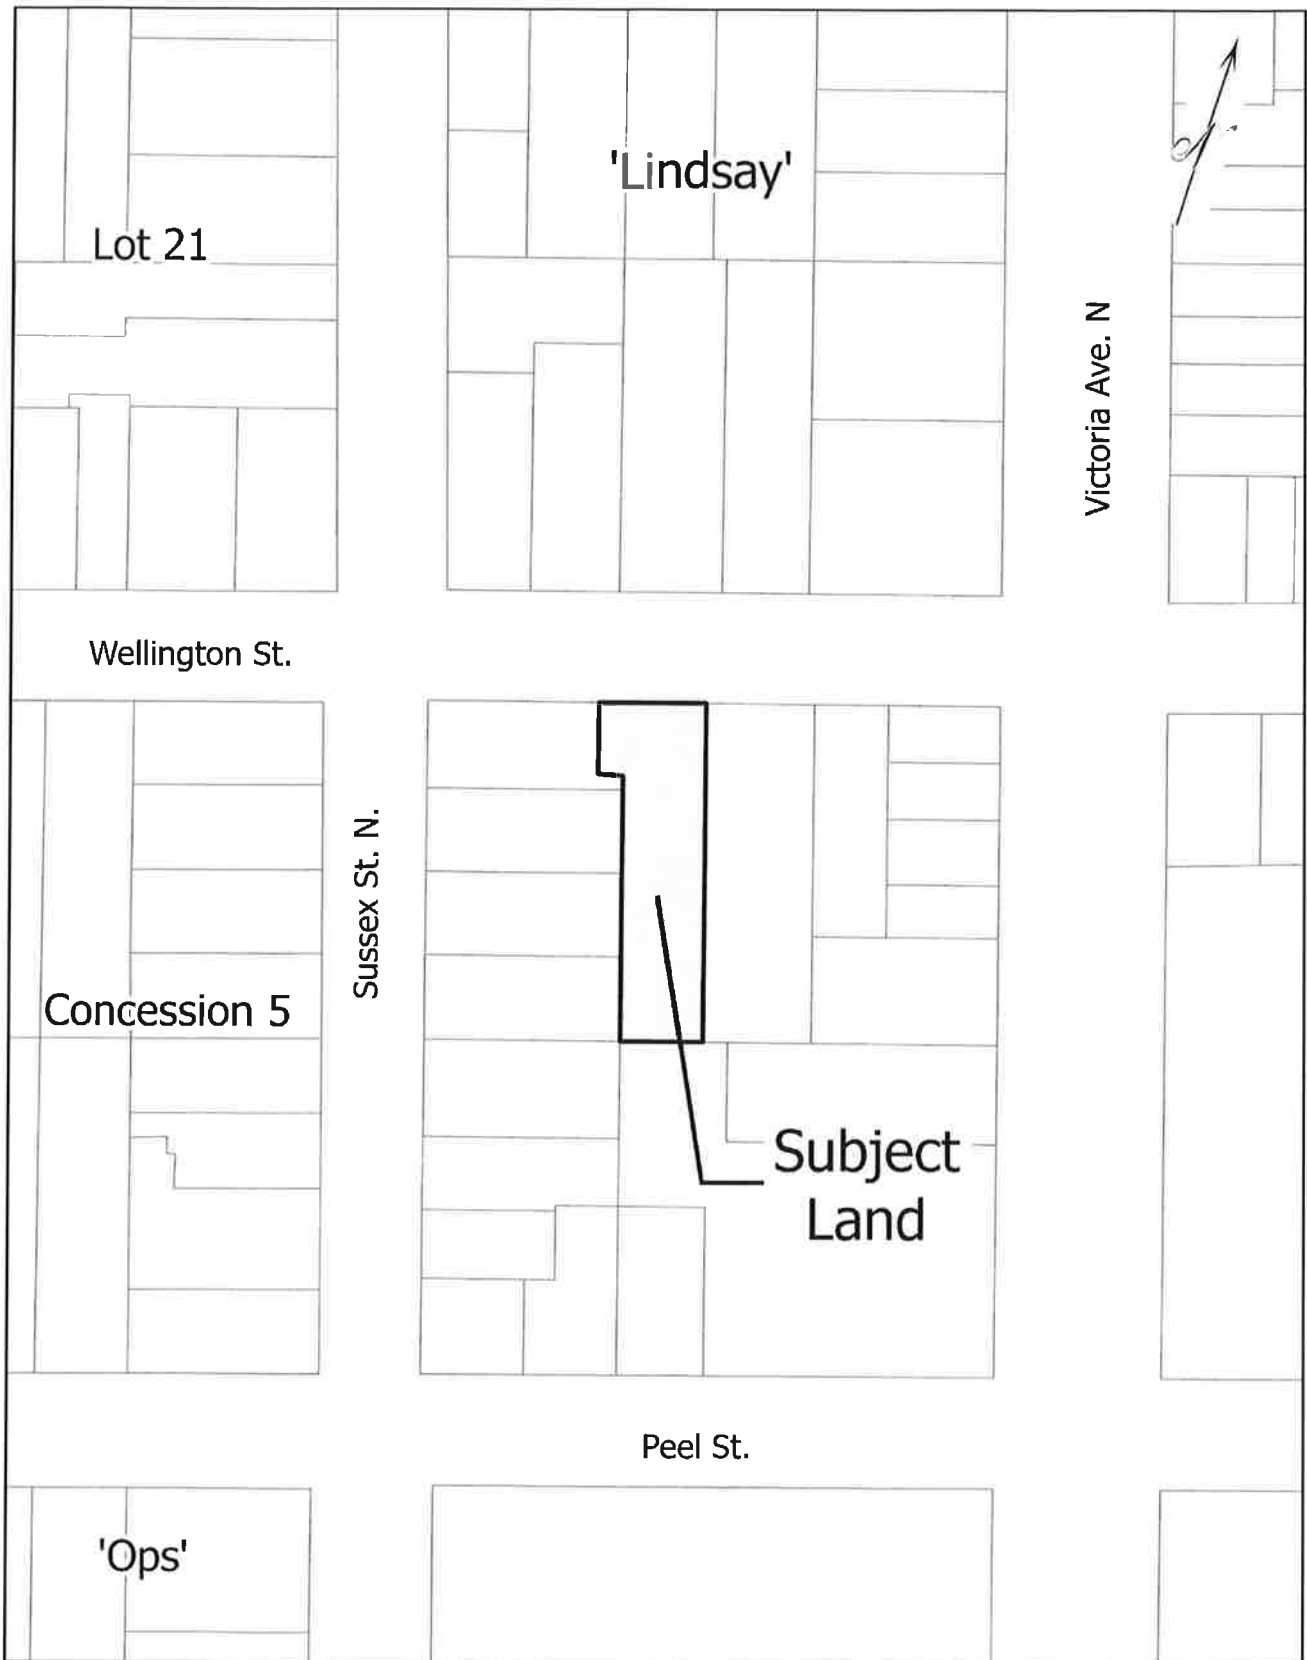 'Lindsay'
Lot 21
Victoria Ave. N
Wellington St.
Sussex St. N.
Concession 5
Subject
Land
Peel St.
'Ops'